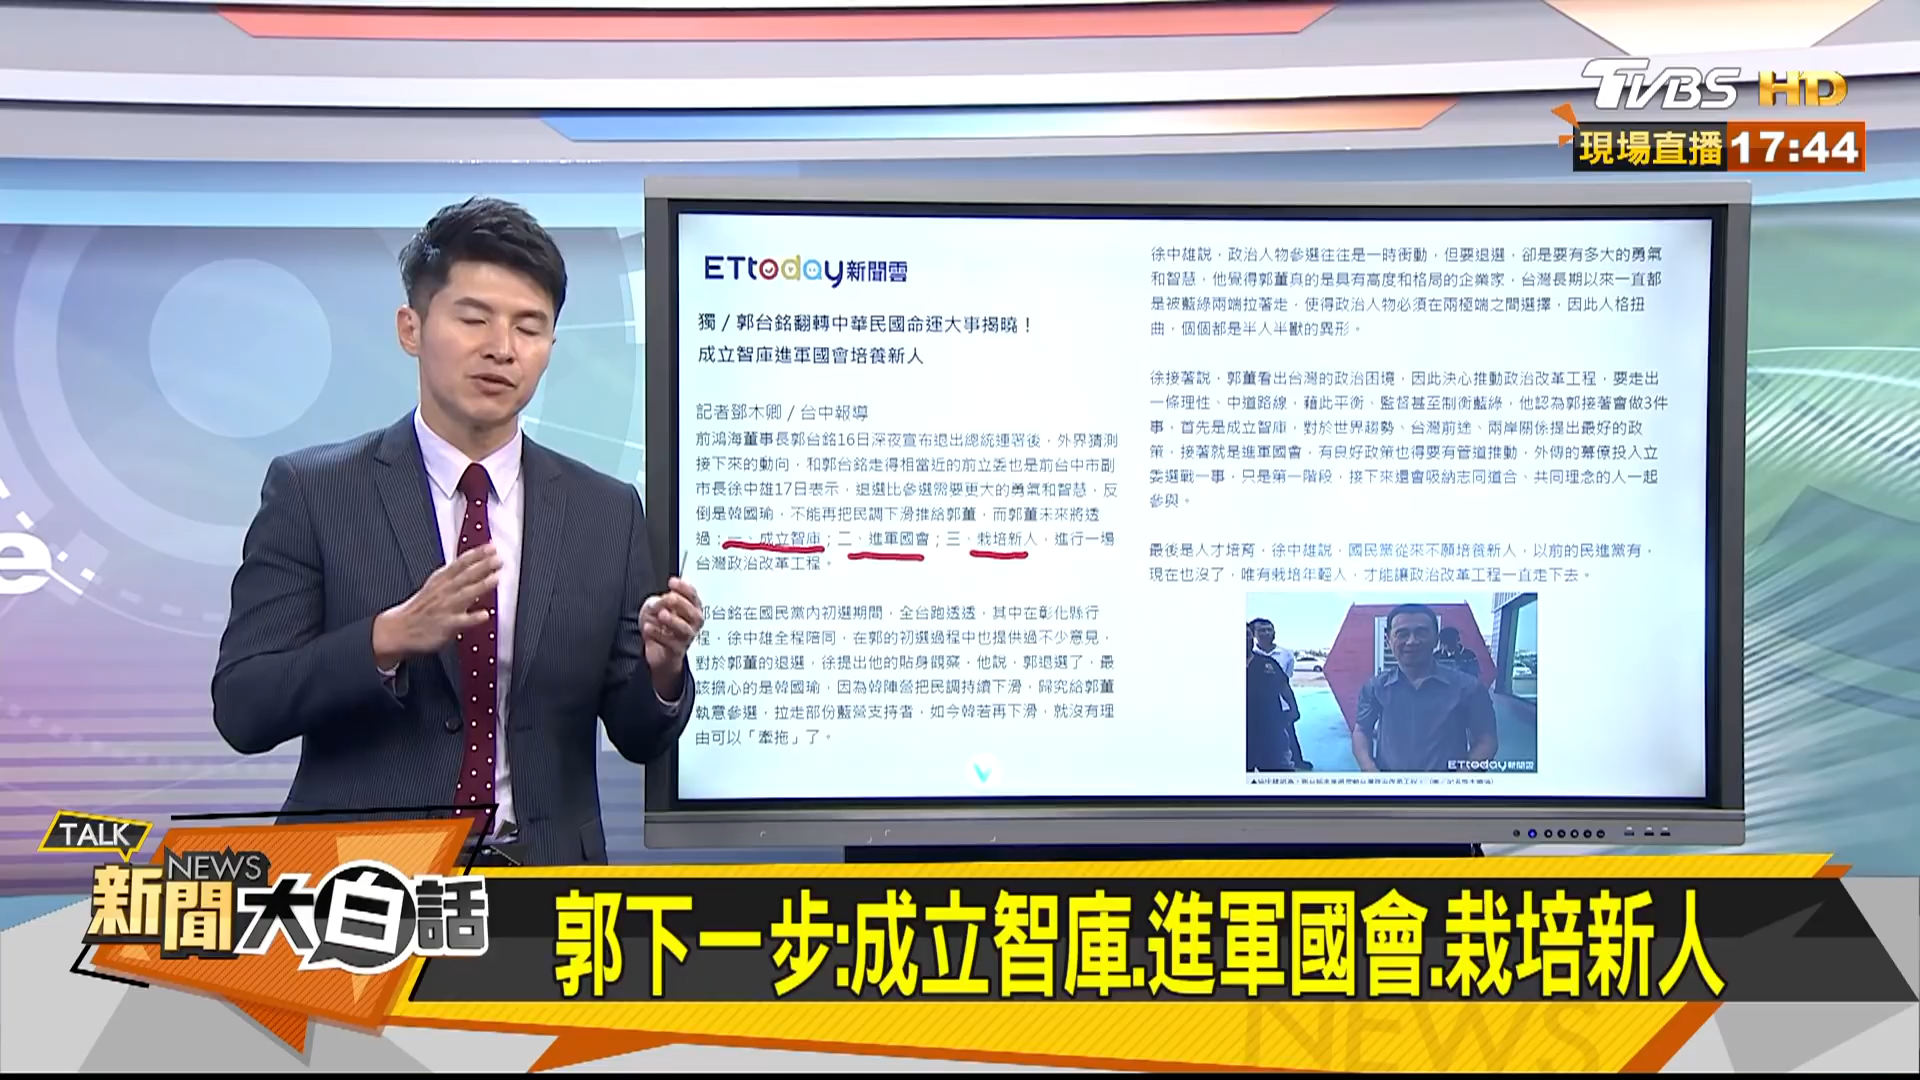 TVBS HD
現場直播 17:44
ETtoday新聞雲
獨/郭台銘翻轉中華民國命運大事揭曉!
成立智庫進軍國會培養新人
記者鄧木卿/台中報導
前鴻海董事長郭台銘16日深夜宣布退出總統連署後,外界猜測
接下來的動向,和郭台銘走得相當近的前立委也是前台中市副
市長徐中雄17日表示,退選比參選需要更大的勇氣和智慧,反
倒是韓國瑜,不能再把民調下滑推給郭董,而郭董未來將透
過:一、成立智庫;二、進軍國會;三、栽培新人,進行一場
台灣政治改革工程。
郭台銘在國民黨內初選期間,全台跑透透,其中在彰化縣行
程,徐中雄全程陪同,在郭的初選過程中也提供過不少意見,
對於郭董的退選,徐提出他的貼身觀察,他說,郭退選了,最
該擔心的是韓國瑜,因為韓陣營把民調持續下滑,歸究給郭董
執意參選,拉走部份藍營支持者,如今韓若再下滑,就沒有理
由可以「牽拖」了。
徐中雄說,政治人物參選往往是一時衝動,但要退選,卻是要有多大的勇氣
和智慧,他覺得郭董真的是具有高度和格局的企業家,台灣長期以來一直都
是被藍綠兩端拉著走,使得政治人物必須在兩極端之間選擇,因此人格扭
曲,個個都是半人半獸的異形。
徐接著說,郭董看出台灣的政治困境,因此決心推動政治改革工程,要走出
一條理性、中道路線,藉此平衡、監督甚至制衡藍綠,他認為郭接著會做3件
事,首先是成立智庫,對於世界趨勢、台灣前途、兩岸關係提出最好的政
策,接著就是進軍國會,有良好政策也得要有管道推動,外傳的幕僚投入立
委選戰一事,只是第一階段,接下來還會吸納志同道合、共同理念的人一起
參與。
最後是人才培育,徐中雄說,國民黨從來不願培養新人,以前的民進黨有,
現在也沒了,唯有栽培年輕人,才能讓政治改革工程一直走下去。
ETtoday新聞雲
TALK
NEWS
新聞大白話
郭下一步:成立智庫.進軍國會.栽培新人
NEWS